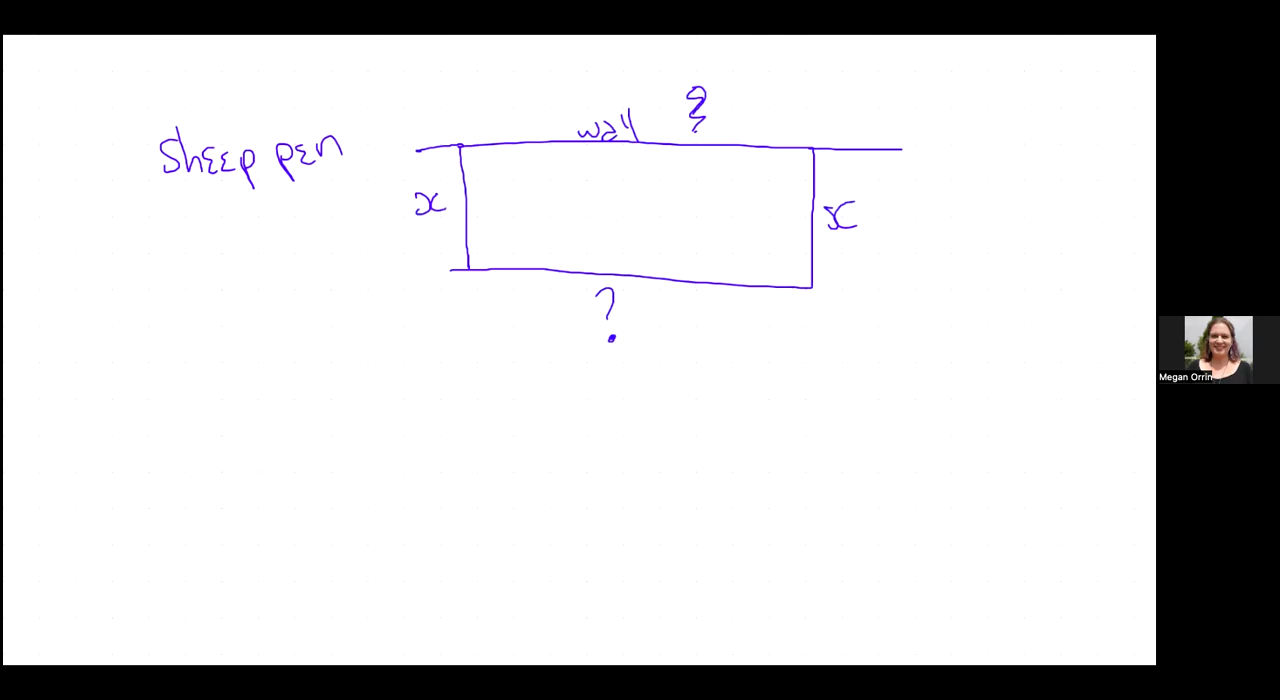 wall ?
Sheep pen
x
x
?
Megan Orrin